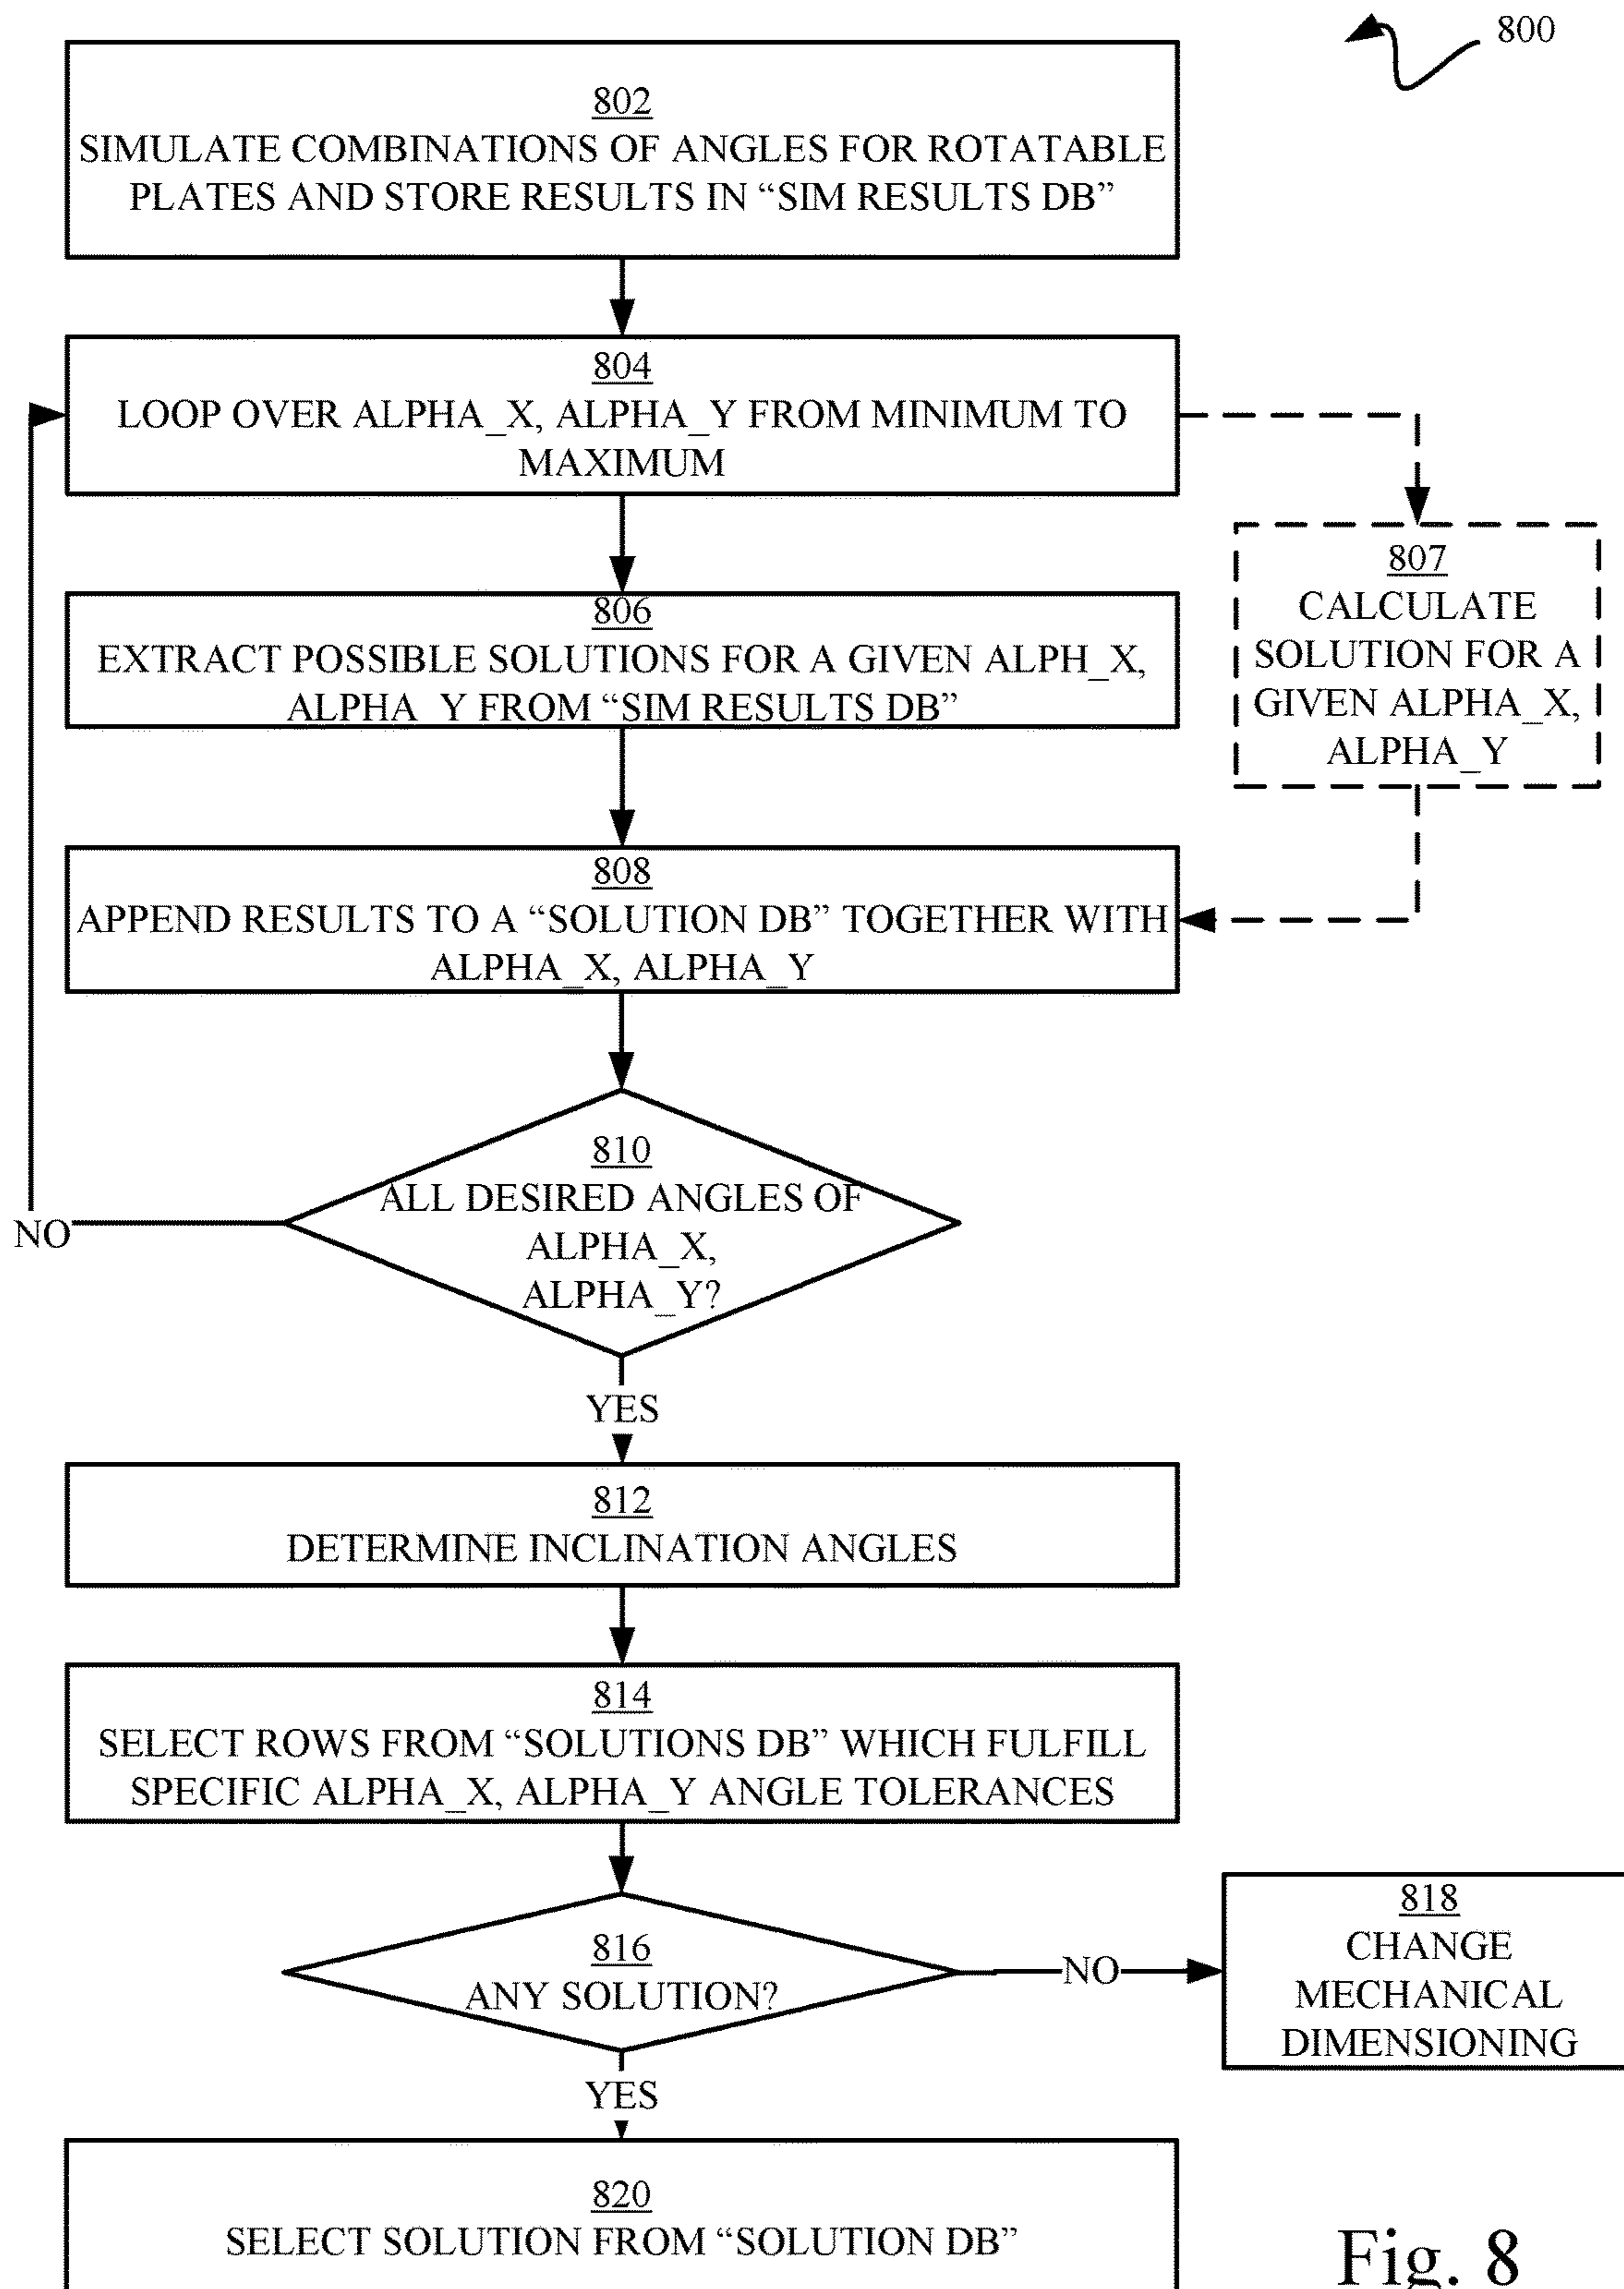 800
802
SIMULATE COMBINATIONS OF ANGLES FOR ROTATABLE
PLATES AND STORE RESULTS IN “SIM RESULTS DB”
804
LOOP OVER ALPHA_X, ALPHA_Y FROM MINIMUM TO
MAXIMUM
806
EXTRACT POSSIBLE SOLUTIONS FOR A GIVEN ALPH_X,
ALPHA_Y FROM “SIM RESULTS DB”
807
CALCULATE
SOLUTION FOR A
GIVEN ALPHA_X,
ALPHA_Y
808
APPEND RESULTS TO A “SOLUTION DB” TOGETHER WITH
ALPHA_X, ALPHA_Y
810
ALL DESIRED ANGLES OF
ALPHA_X,
ALPHA_Y?
NO
YES
812
DETERMINE INCLINATION ANGLES
814
SELECT ROWS FROM “SOLUTIONS DB” WHICH FULFILL
SPECIFIC ALPHA_X, ALPHA_Y ANGLE TOLERANCES
816
ANY SOLUTION?
NO
818
CHANGE
MECHANICAL
DIMENSIONING
YES
820
SELECT SOLUTION FROM “SOLUTION DB”
Fig. 8